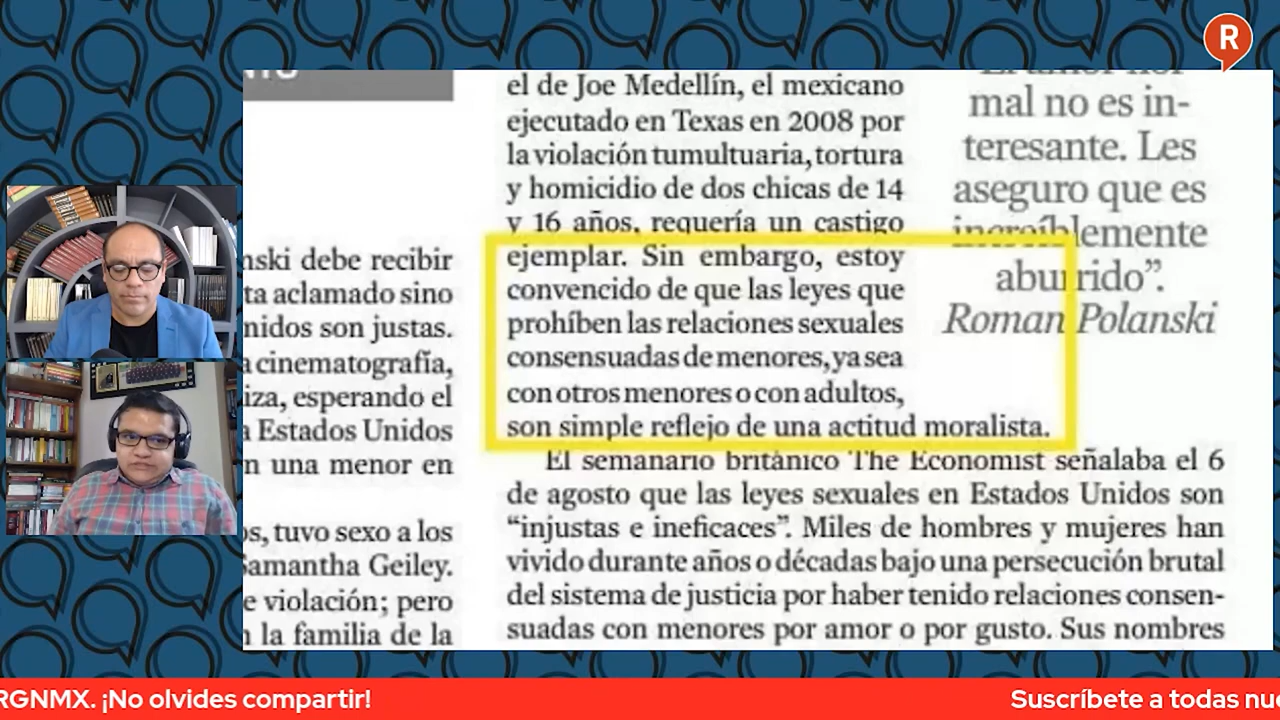 R
nski debe recibir
ta aclamado sino
nidos son justas.
a cinematografía,
iza, esperando el
a Estados Unidos
n una menor en
os, tuvo sexo a los
Samantha Geiley.
e violación; pero
n la familia de la
el de Joe Medellín, el mexicano
ejecutado en Texas en 2008 por
la violación tumultuaria, tortura
y homicidio de dos chicas de 14
y 16 años, requería un castigo
ejemplar. Sin embargo, estoy
convencido de que las leyes que
prohíben las relaciones sexuales
consensuadas de menores, ya sea
con otros menores o con adultos,
son simple reflejo de una actitud moralista.
El semanario británico The Economist señalaba el 6
de agosto que las leyes sexuales en Estados Unidos son
“injustas e ineficaces”. Miles de hombres y mujeres han
vivido durante años o décadas bajo una persecución brutal
del sistema de justicia por haber tenido relaciones consen-
suadas con menores por amor o por gusto. Sus nombres
mal no es in-
teresante. Les
aseguro que es
increíblemente
aburrido”.
Roman Polanski
RGNMX. ¡No olvides compartir!
Suscríbete a todas nue